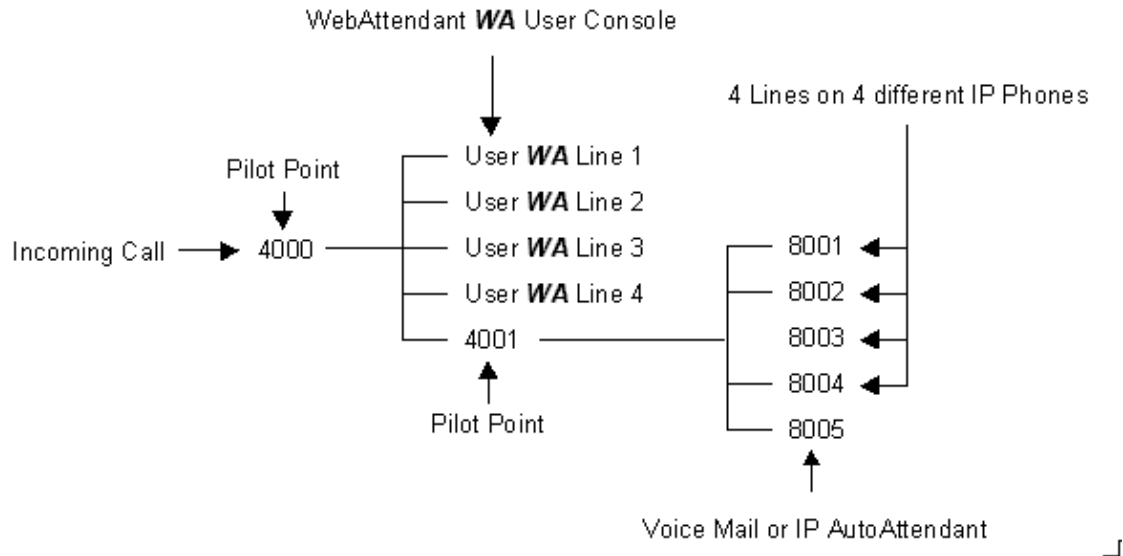 WebAttendant WA User Console
4 Lines on 4 different IP Phones
User WA Line 1
Pilot Point
User WA Line 2
Incoming Call
4000
User WA Line 3
8001
User WA Line 4
8002
4001
8003
8004
Pilot Point
8005
Voice Mail or IP AutoAttendant